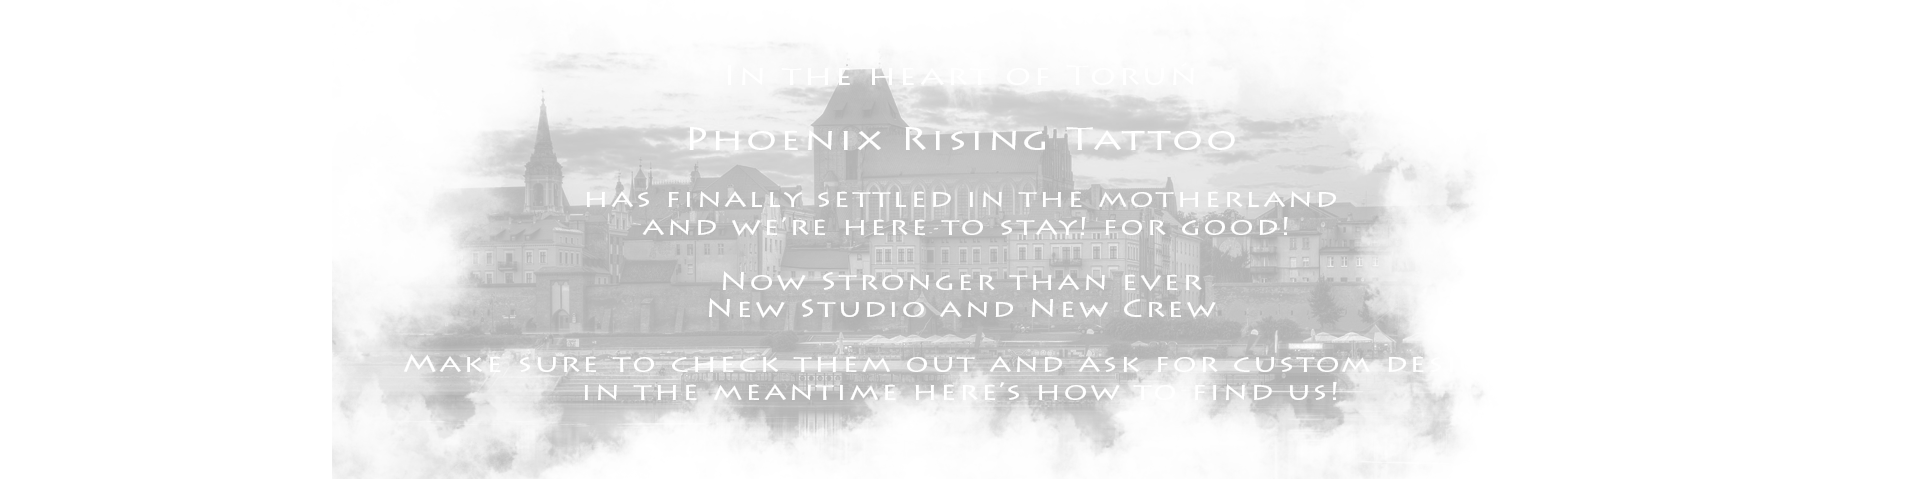 In the Heart of Torun
Phoenix Rising Tattoo
has finally settled in the motherland
and we're here to stay! for good!
Now Stronger than ever
New Studio and New Crew
Make sure to check them out and ask for custom
in the meantime here's how to find us!